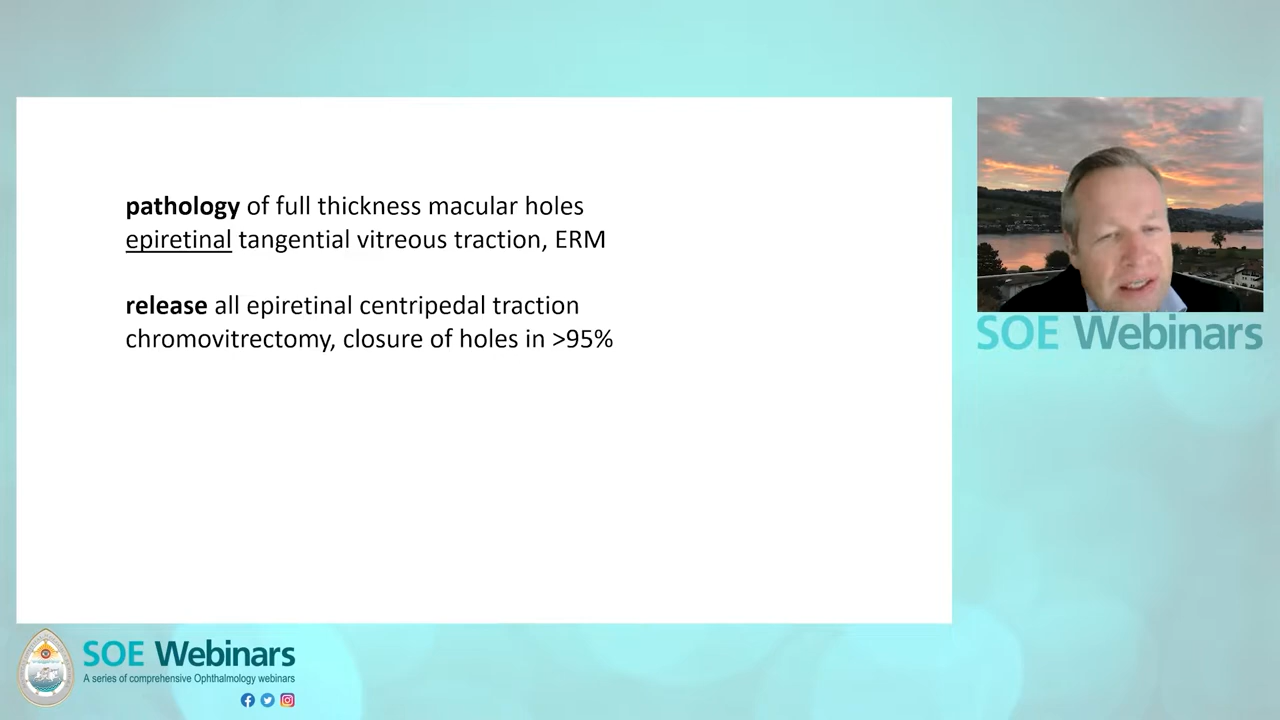 pathology of full thickness macular holes
epiretinal tangential vitreous traction, ERM
release all epiretinal centripedal traction
chromovitrectomy, closure of holes in >95%
SOE Webinars
SOE Webinars
A series of comprehensive Ophthalmology webinars